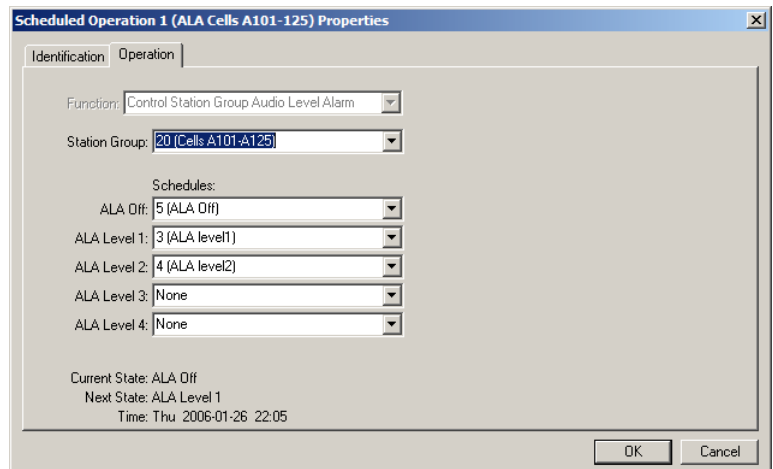 Scheduled Operation 1 (ALA Cells A101-125) Properties
Identification Operation
Function: Control Station Group Audio Level Alarm
Station Group: 20 (Cells A101-A125)
Schedules:
ALA Off: 5 (ALA Off)
ALA Level 1: 3 (ALA level1)
ALA Level 2: 4 (ALA level2)
ALA Level 3: None
ALA Level 4: None
Current State: ALA Off
Next State: ALA Level 1
Time: Thu 2006-01-26 22:05
OK Cancel